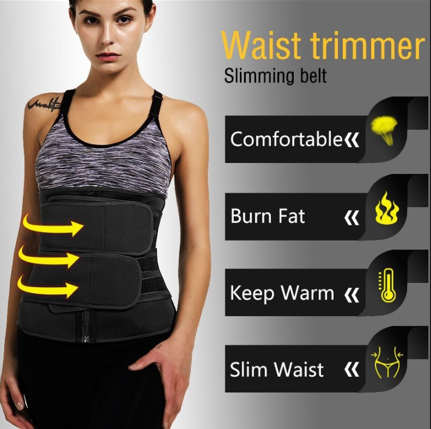 Waist trimmer
Slimming belt
Comfortable
Burn Fat
Keep Warm
Slim Waist